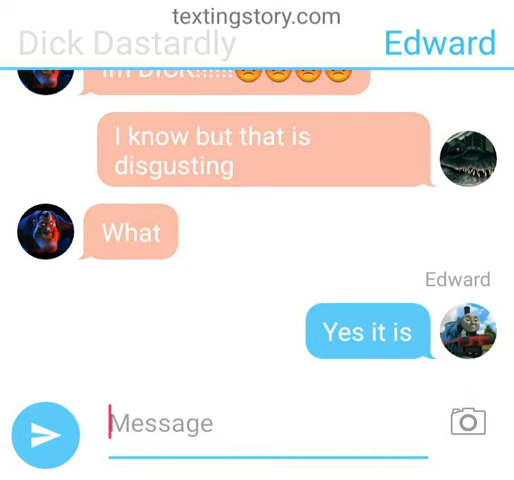 textingstory.com
Dick Dastardly
Edward
Im DICK!!!!!!😡😡😡😡
I know but that is
disgusting
What
Edward
Yes it is
Message